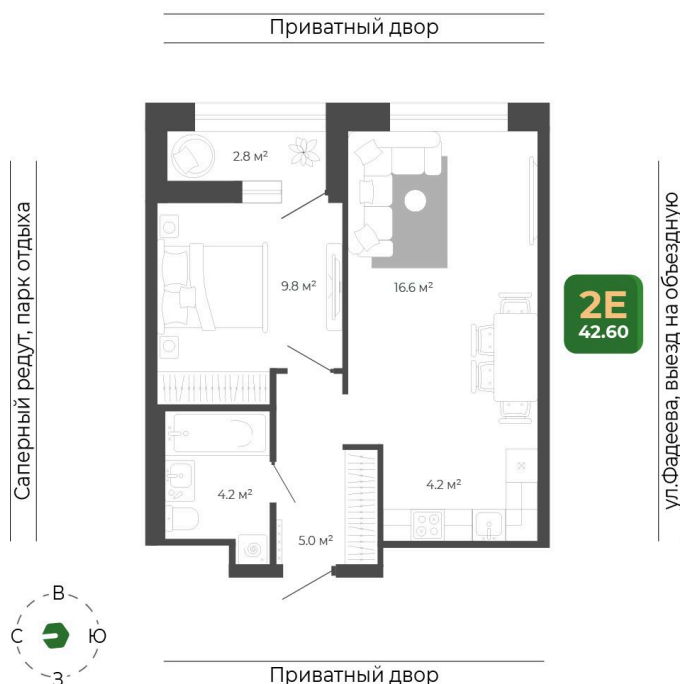 Приватный двор
2.8 м²
9.8 м²
16.6 м²
4.2 м²
5.0 м²
4.2 м²
2E
42.60
Саперный редут, парк отдыха
ул.Фадеева, выезд на объездную
В
С
Ю
З
Приватный двор